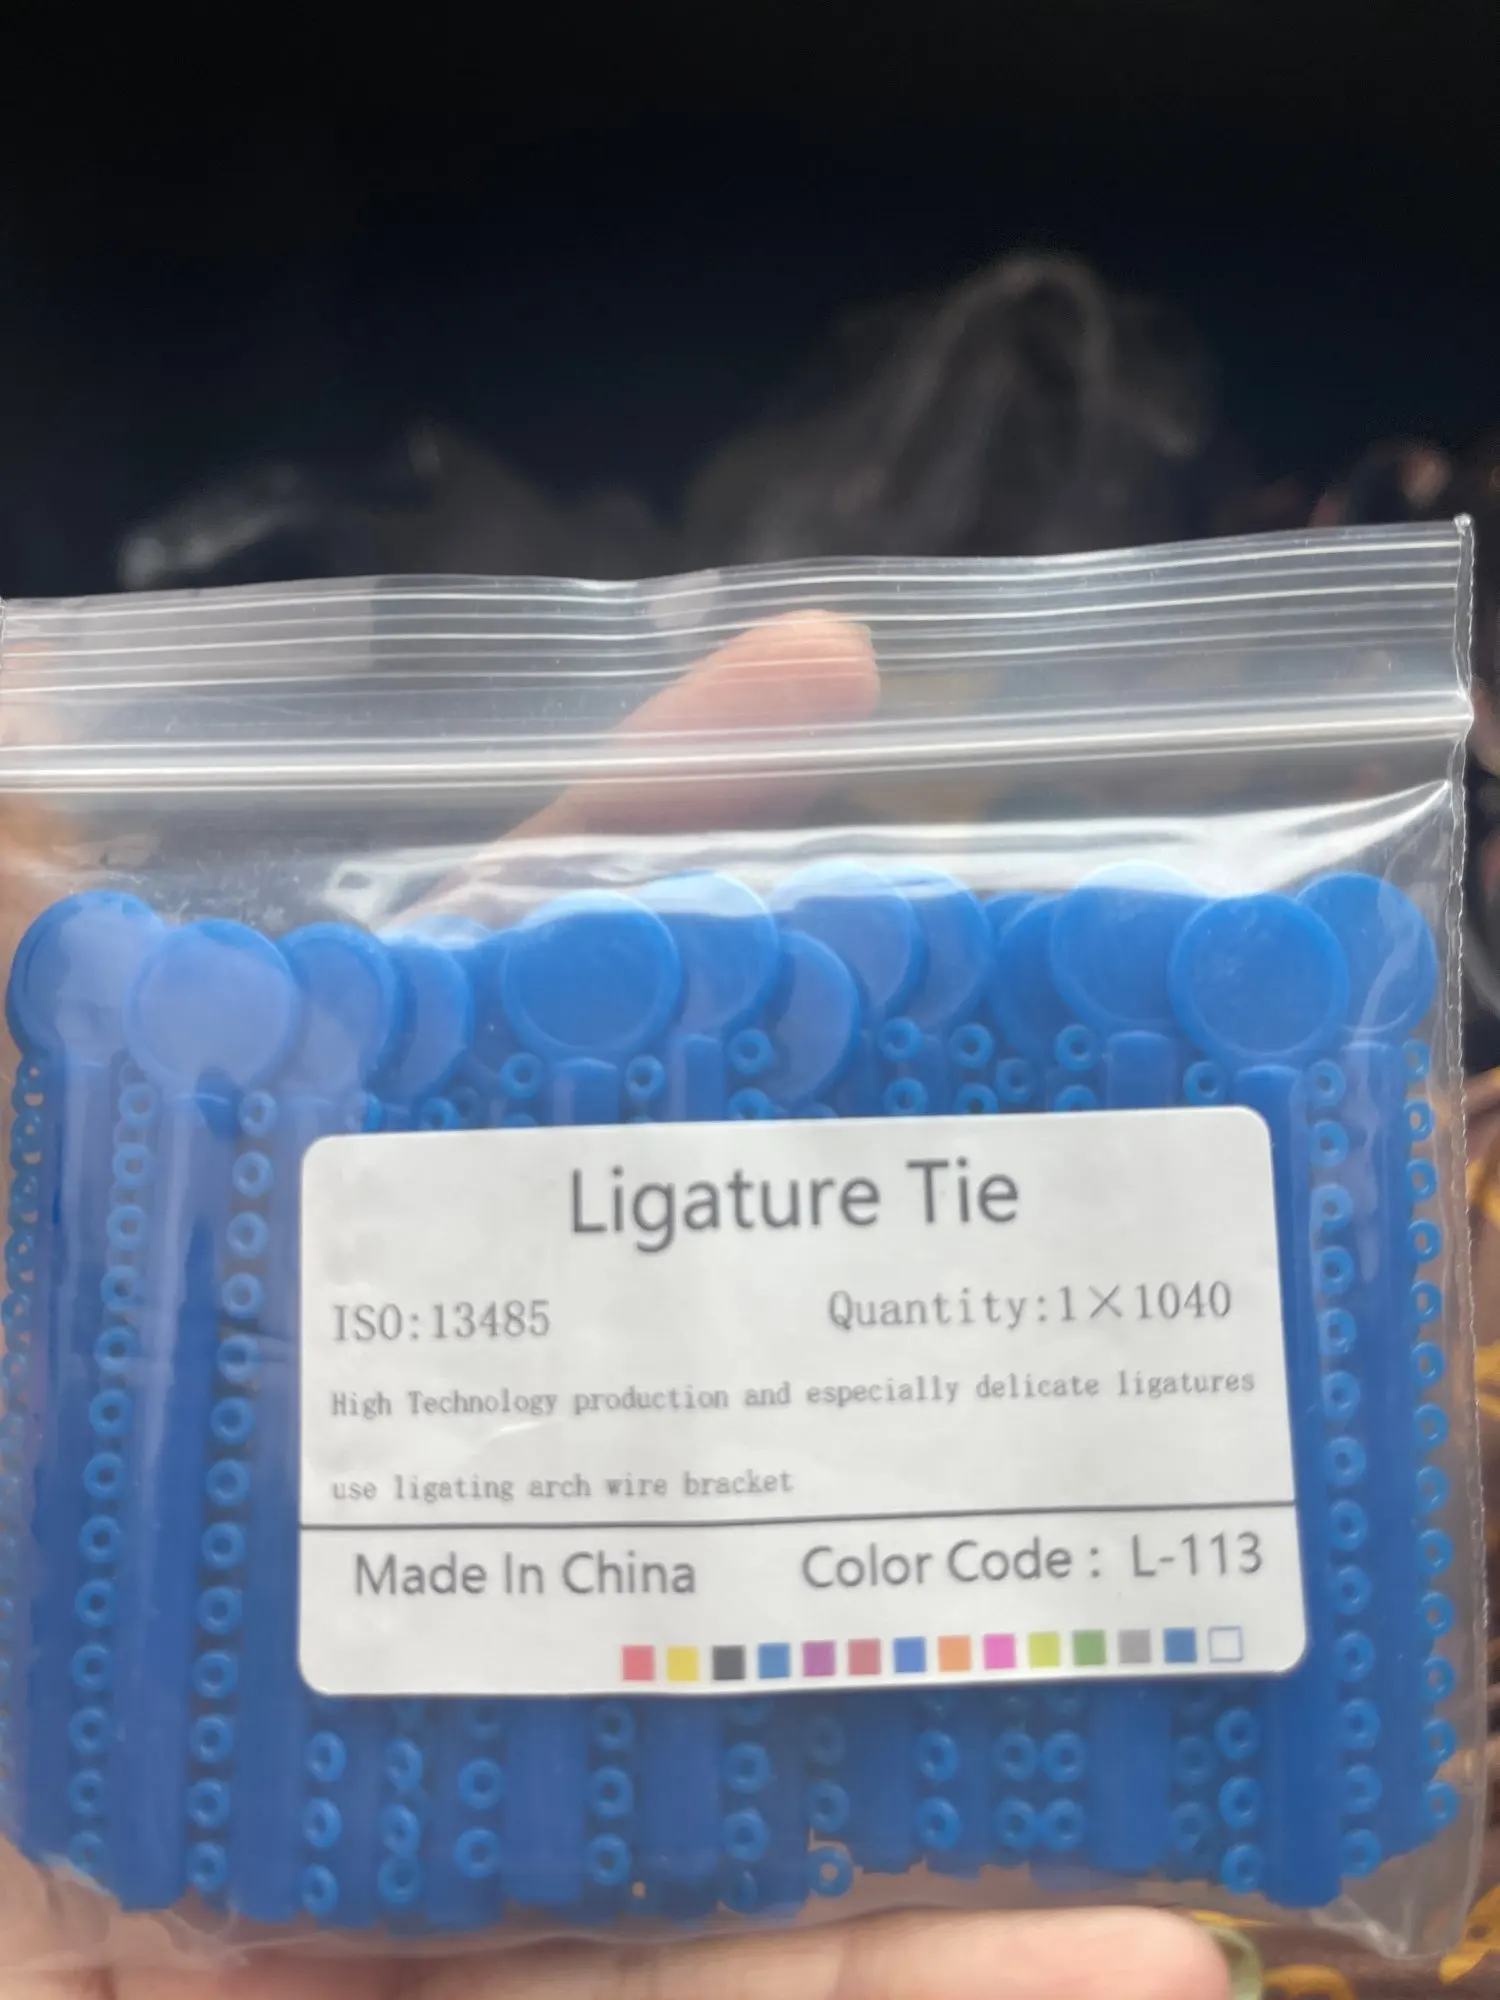 Ligature Tie
ISO:13485 Quantity:1×1040
High Technology production and especially delicate ligatures
use ligating arch wire bracket
Made In China Color Code : L-113